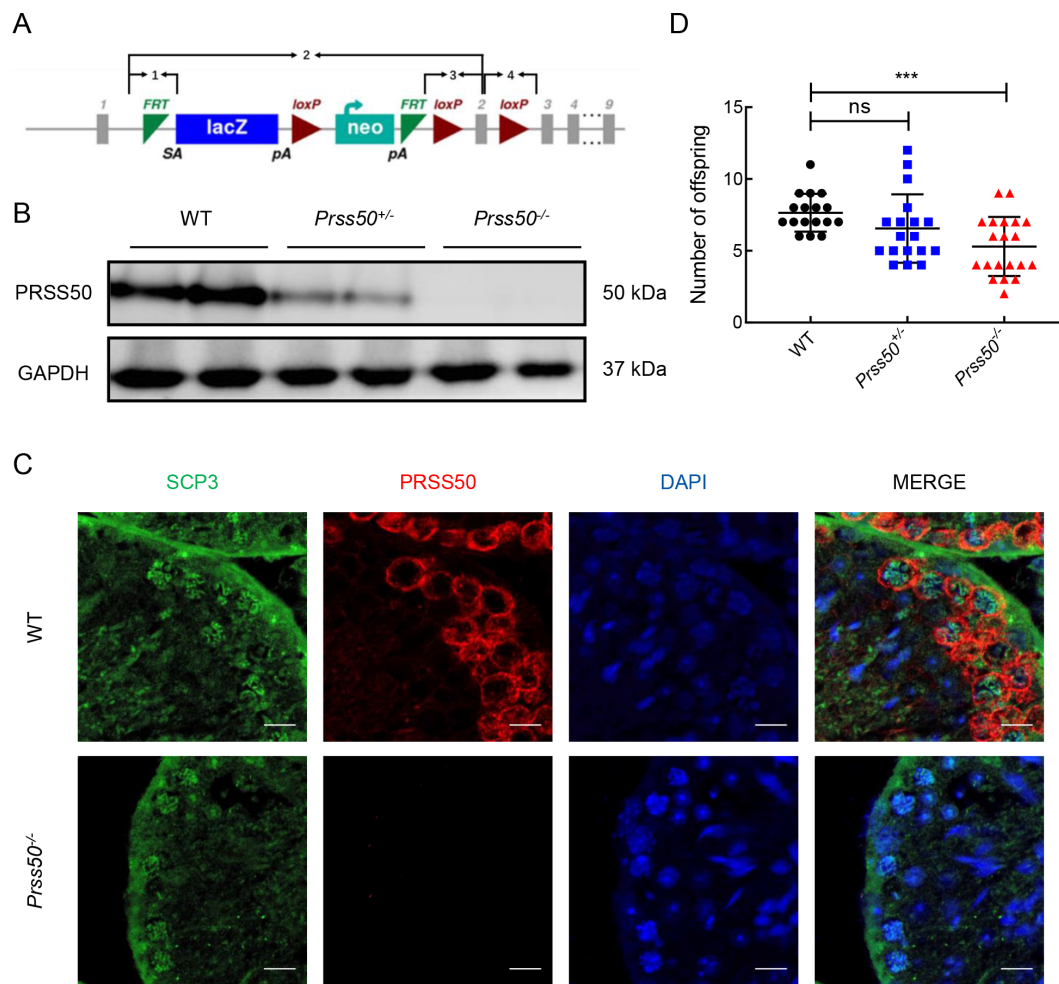 A
2
1
3
4
1
FRT
loxP
FRT
loxP
2
loxP
3
4
9
lacZ
neo
SA
pA
pA
B
WT
Prss50+/-
Prss50-/-
PRSS50
50 kDa
GAPDH
37 kDa
C
SCP3
PRSS50
DAPI
MERGE
WT
Prss50-/-
D
***
ns
Number of offspring
15
10
5
0
WT
Prss50+/-
Prss50-/-